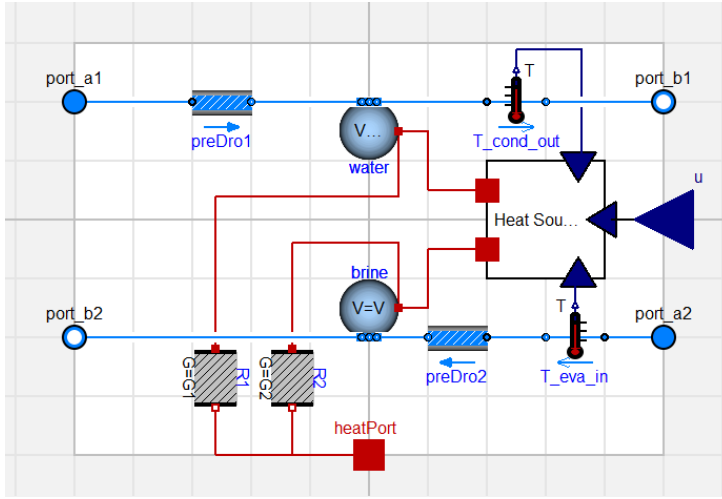 port_a1
preDro1
V...
water
T
T_cond_out
port_b1
u
Heat Sou...
brine
V=V
port_b2
preDro2
T
T_eva_in
port_a2
G=G1
R1
G=G2
R2
heatPort